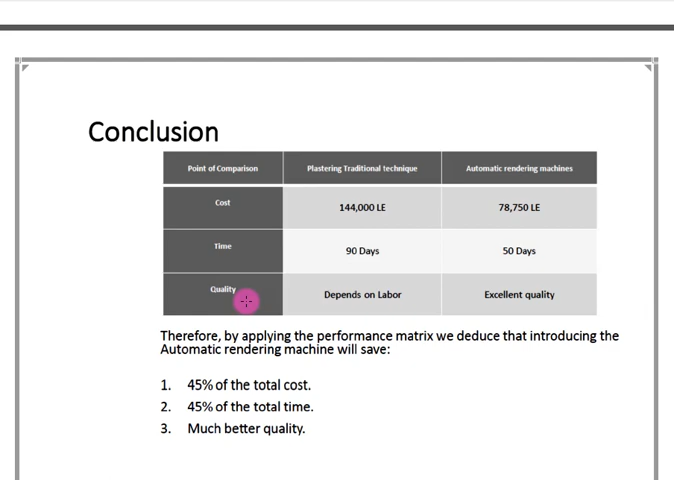 Conclusion
Point of Comparison Plastering Traditional technique Automatic rendering machines
Cost 144,000 LE 78,750 LE
Time 90 Days 50 Days
Quality Depends on Labor Excellent quality
Therefore, by applying the performance matrix we deduce that introducing the
Automatic rendering machine will save:
1. 45% of the total cost.
2. 45% of the total time.
3. Much better quality.